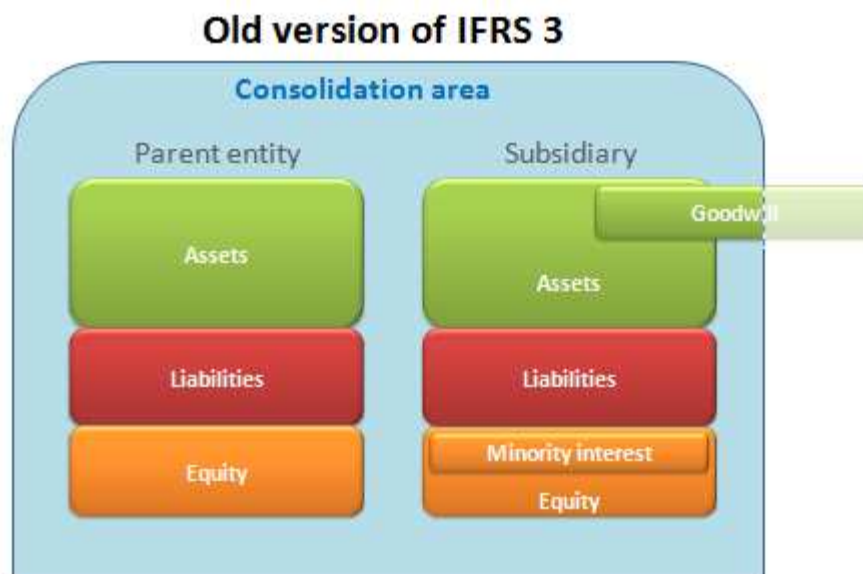 Old version of IFRS 3
Consolidation area
Parent entity
Subsidiary
Goodwill
Assets
Assets
Liabilities
Liabilities
Minority interest
Equity
Equity